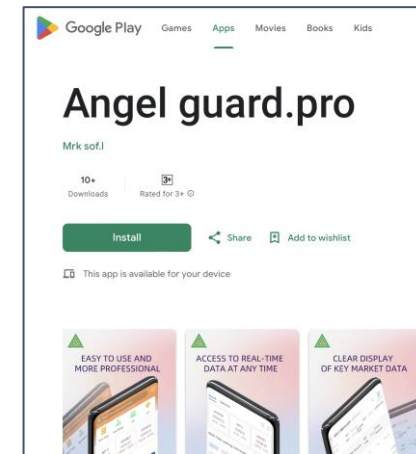 Google Play Games Apps Movies Books Kids
Angel guard.pro
Mrk sof.l
10+
Downloads
3+
Rated for 3+
Install
Share
Add to wishlist
This app is available for your device
EASY TO USE AND
MORE PROFESSIONAL
ACCESS TO REAL-TIME
DATA AT ANY TIME
CLEAR DISPLAY
OF KEY MARKET DATA